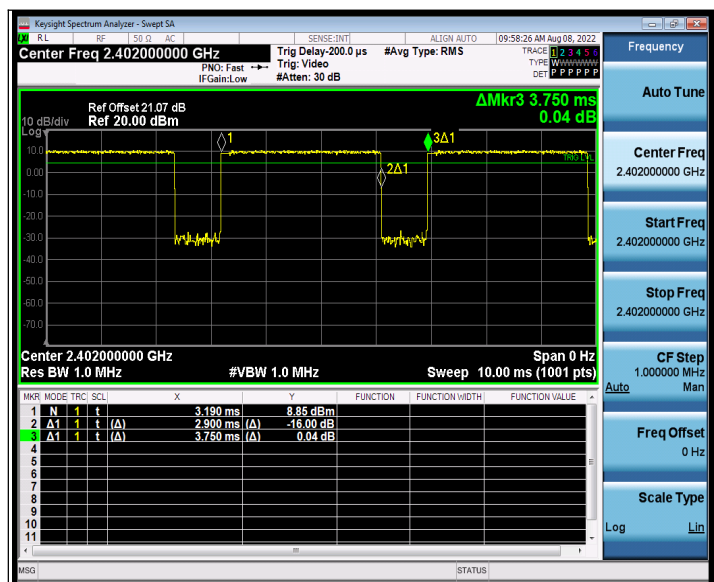 Keysight Spectrum Analyzer - Swept SA
RL RF 50 Ω AC SENSE:INT ALIGN AUTO 09:58:26 AM Aug 08, 2022
Center Freq 2.402000000 GHz
PNO: Fast
IFGain:Low
Trig Delay-200.0 µs
Trig: Video
#Atten: 30 dB
#Avg Type: RMS
TRACE 1 2 3 4 5 6
TYPE WWWWWW
DET P P P P P P
Frequency
Auto Tune
Center Freq
2.402000000 GHz
Start Freq
2.402000000 GHz
Stop Freq
2.402000000 GHz
CF Step
1.000000 MHz
Auto Man
Freq Offset
0 Hz
Scale Type
Log Lin
ΔMkr3 3.750 ms
0.04 dB
Ref Offset 21.07 dB
10 dB/div Ref 20.00 dBm
Log
1
3Δ1
2Δ1
TRIG LVL
10.0
0.00
-10.0
-20.0
-30.0
-40.0
-50.0
-60.0
-70.0
Center 2.402000000 GHz Span 0 Hz
Res BW 1.0 MHz #VBW 1.0 MHz Sweep 10.00 ms (1001 pts)
MKR MODE TRC SCL X Y FUNCTION FUNCTION WIDTH FUNCTION VALUE
1 N 1 t 3.190 ms 8.85 dBm
2 Δ1 1 t (Δ) 2.900 ms (Δ) -16.00 dB
3 Δ1 1 t (Δ) 3.750 ms (Δ) 0.04 dB
4
5
6
7
8
9
10
11
MSG STATUS